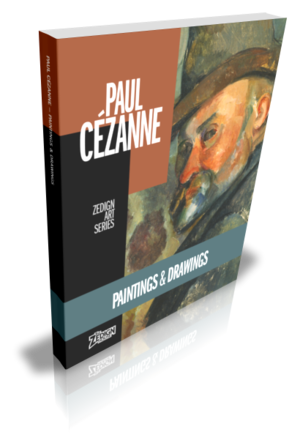 PAUL CÉZANNE – PAINTINGS & DRAWINGS
PAUL
CÉZANNE
ZEDIGN
ART
SERIES
PAINTINGS & DRAWINGS
ZEDIGN